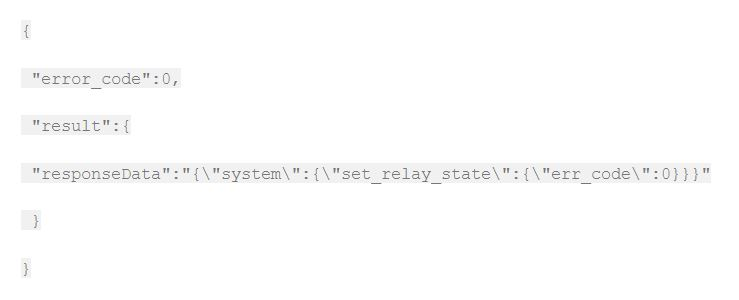 {
"error_code":0,
"result":{
"responseData":"{\"system\":{\"set_relay_state\":{\"err_code\":0}}}"
}
}